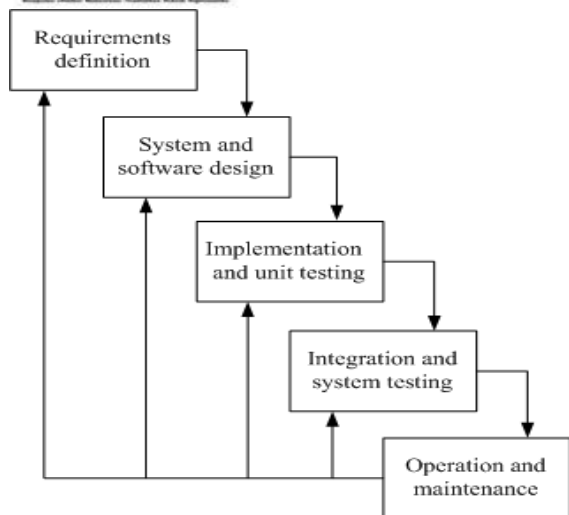 Requirements
definition
System and
software design
Implementation
and unit testing
Integration and
system testing
Operation and
maintenance